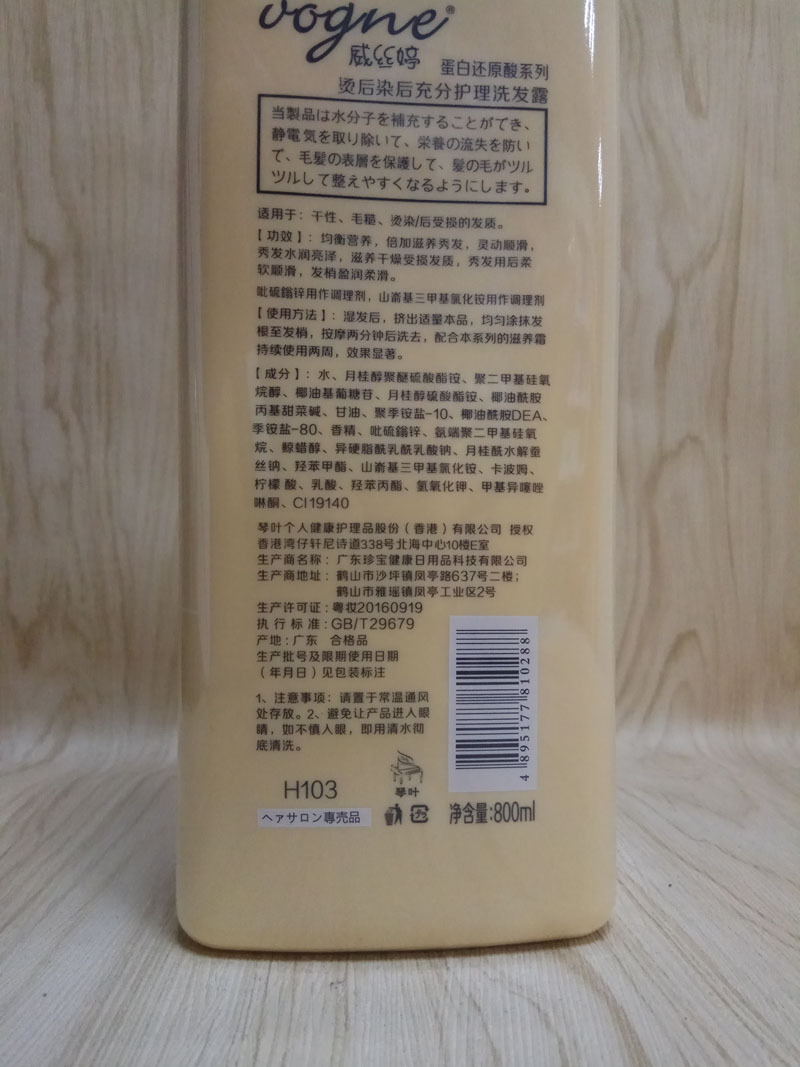 vogne®
蛋白还原酸系列
烫后染后充分护理洗发露
当製品は水分子を補充することができ、
静電気を取り除いて、栄養の流失を防い
で、毛髪の表層を保護して、髪の毛がツル
ツルして整えやすくなるようにします。
适用于：干性、毛糙、烫染/后受损的发质。
【功效】：均衡营养，倍加滋养秀发，灵动顺滑，
秀发水润亮泽，滋养干燥受损发质，秀发用后柔
软顺滑，发梢盈润柔滑。
吡硫鎓锌用作调理剂，山嵛基三甲基氯化铵用作调理剂
【使用方法】：湿发后，挤出适量本品，均匀涂抹发
根至发梢，按摩两分钟后洗去，配合本系列的滋养霜
持续使用两周，效果显著。
【成分】：水、月桂醇聚醚硫酸酯铵、聚二甲基硅氧
烷醇、椰油基葡糖苷、月桂醇硫酸酯铵、椰油酰胺
丙基甜菜碱、甘油、聚季铵盐-10、椰油酰胺DEA、
季铵盐-80、香精、吡硫鎓锌、氨端聚二甲基硅氧
烷、鲸蜡醇、异硬脂酰乳酰乳酸钠、月桂酰水解蚕
丝钠、羟苯甲酯、山嵛基三甲基氯化铵、卡波姆、
柠檬 酸、乳酸、羟苯丙酯、氢氧化钾、甲基异噻唑
啉酮、CI19140
琴叶个人健康护理品股份（香港）有限公司 授权
香港湾仔轩尼诗道338号北海中心10楼E室
生产商名称：广东珍宝健康日用品科技有限公司
生产商地址：鹤山市沙坪镇凤亭路637号二楼；
鹤山市雅瑶镇凤亭工业区2号
生产许可证：粤妆20160919
执 行 标 准：GB/T29679
产地：广东 合格品
生产批号及限期使用日期
（年月日）见包装标注
1、注意事项：请置于常温通风
处存放。2、避免让产品进入眼
睛，如不慎入眼，即用清水彻
底清洗。
4895177810288
琴叶
H103
ヘアサロン専売品
净含量:800ml